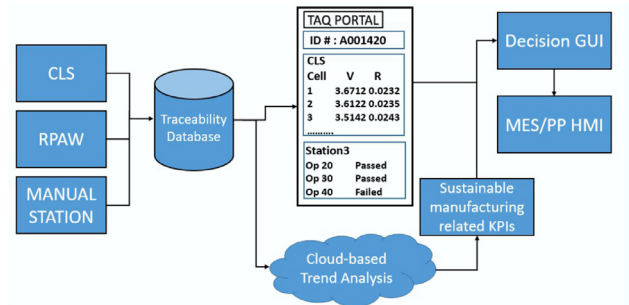 CLS
RPAW
MANUAL
STATION
Traceability
Database
TAQ PORTAL
ID # : A001420
CLS
Cell V R
1 3.6712 0.0232
2 3.6122 0.0235
3 3.5142 0.0243
..........
Station3
Op 20 Passed
Op 30 Passed
Op 40 Failed
Cloud-based
Trend Analysis
Sustainable
manufacturing
related KPIs
Decision GUI
MES/PP HMI